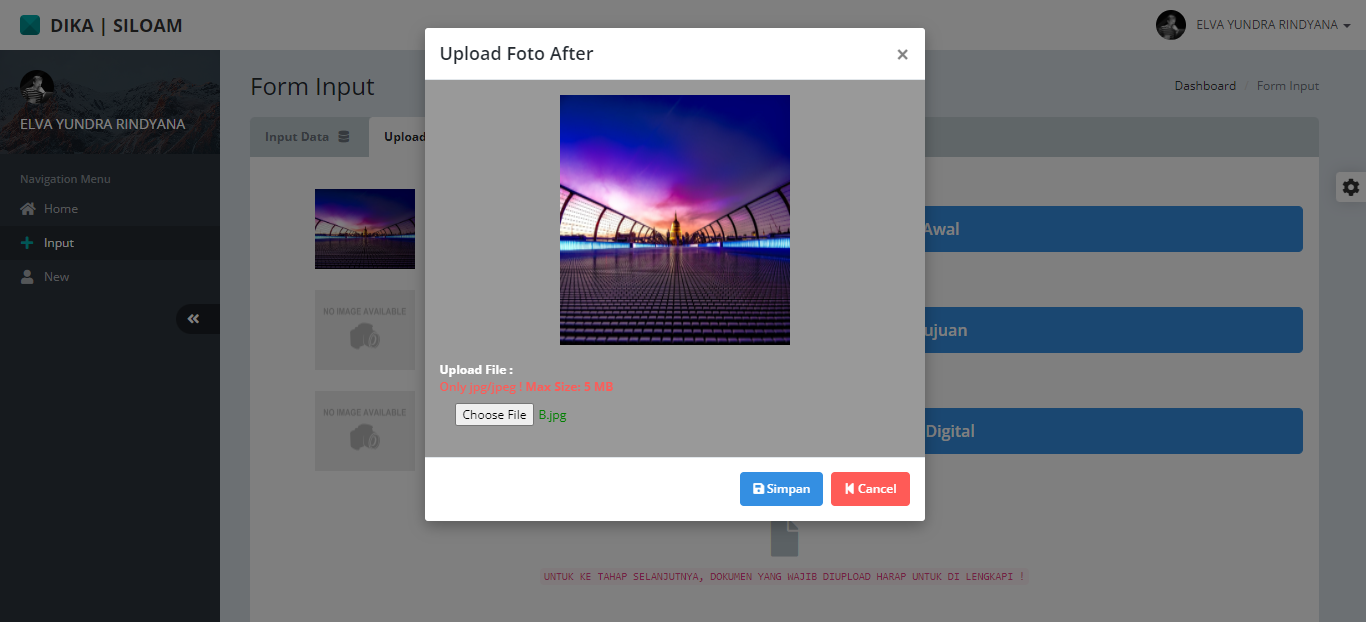 DIKA | SILOAM
ELVA YUNDRA RINDYANA
Upload Foto After
×
ELVA YUNDRA RINDYANA
Form Input
Dashboard / Form Input
Input Data
Upload
Navigation Menu
Home
Input
New
Awal
NO IMAGE AVAILABLE
ujuan
NO IMAGE AVAILABLE
Digital
Upload File :
Only jpg/jpeg ! Max Size: 5 MB
Choose File B.jpg
Simpan
Cancel
UNTUK KE TAHAP SELANJUTNYA, DOKUMEN YANG WAJIB DIUPLOAD HARAP UNTUK DI LENGKAPI !